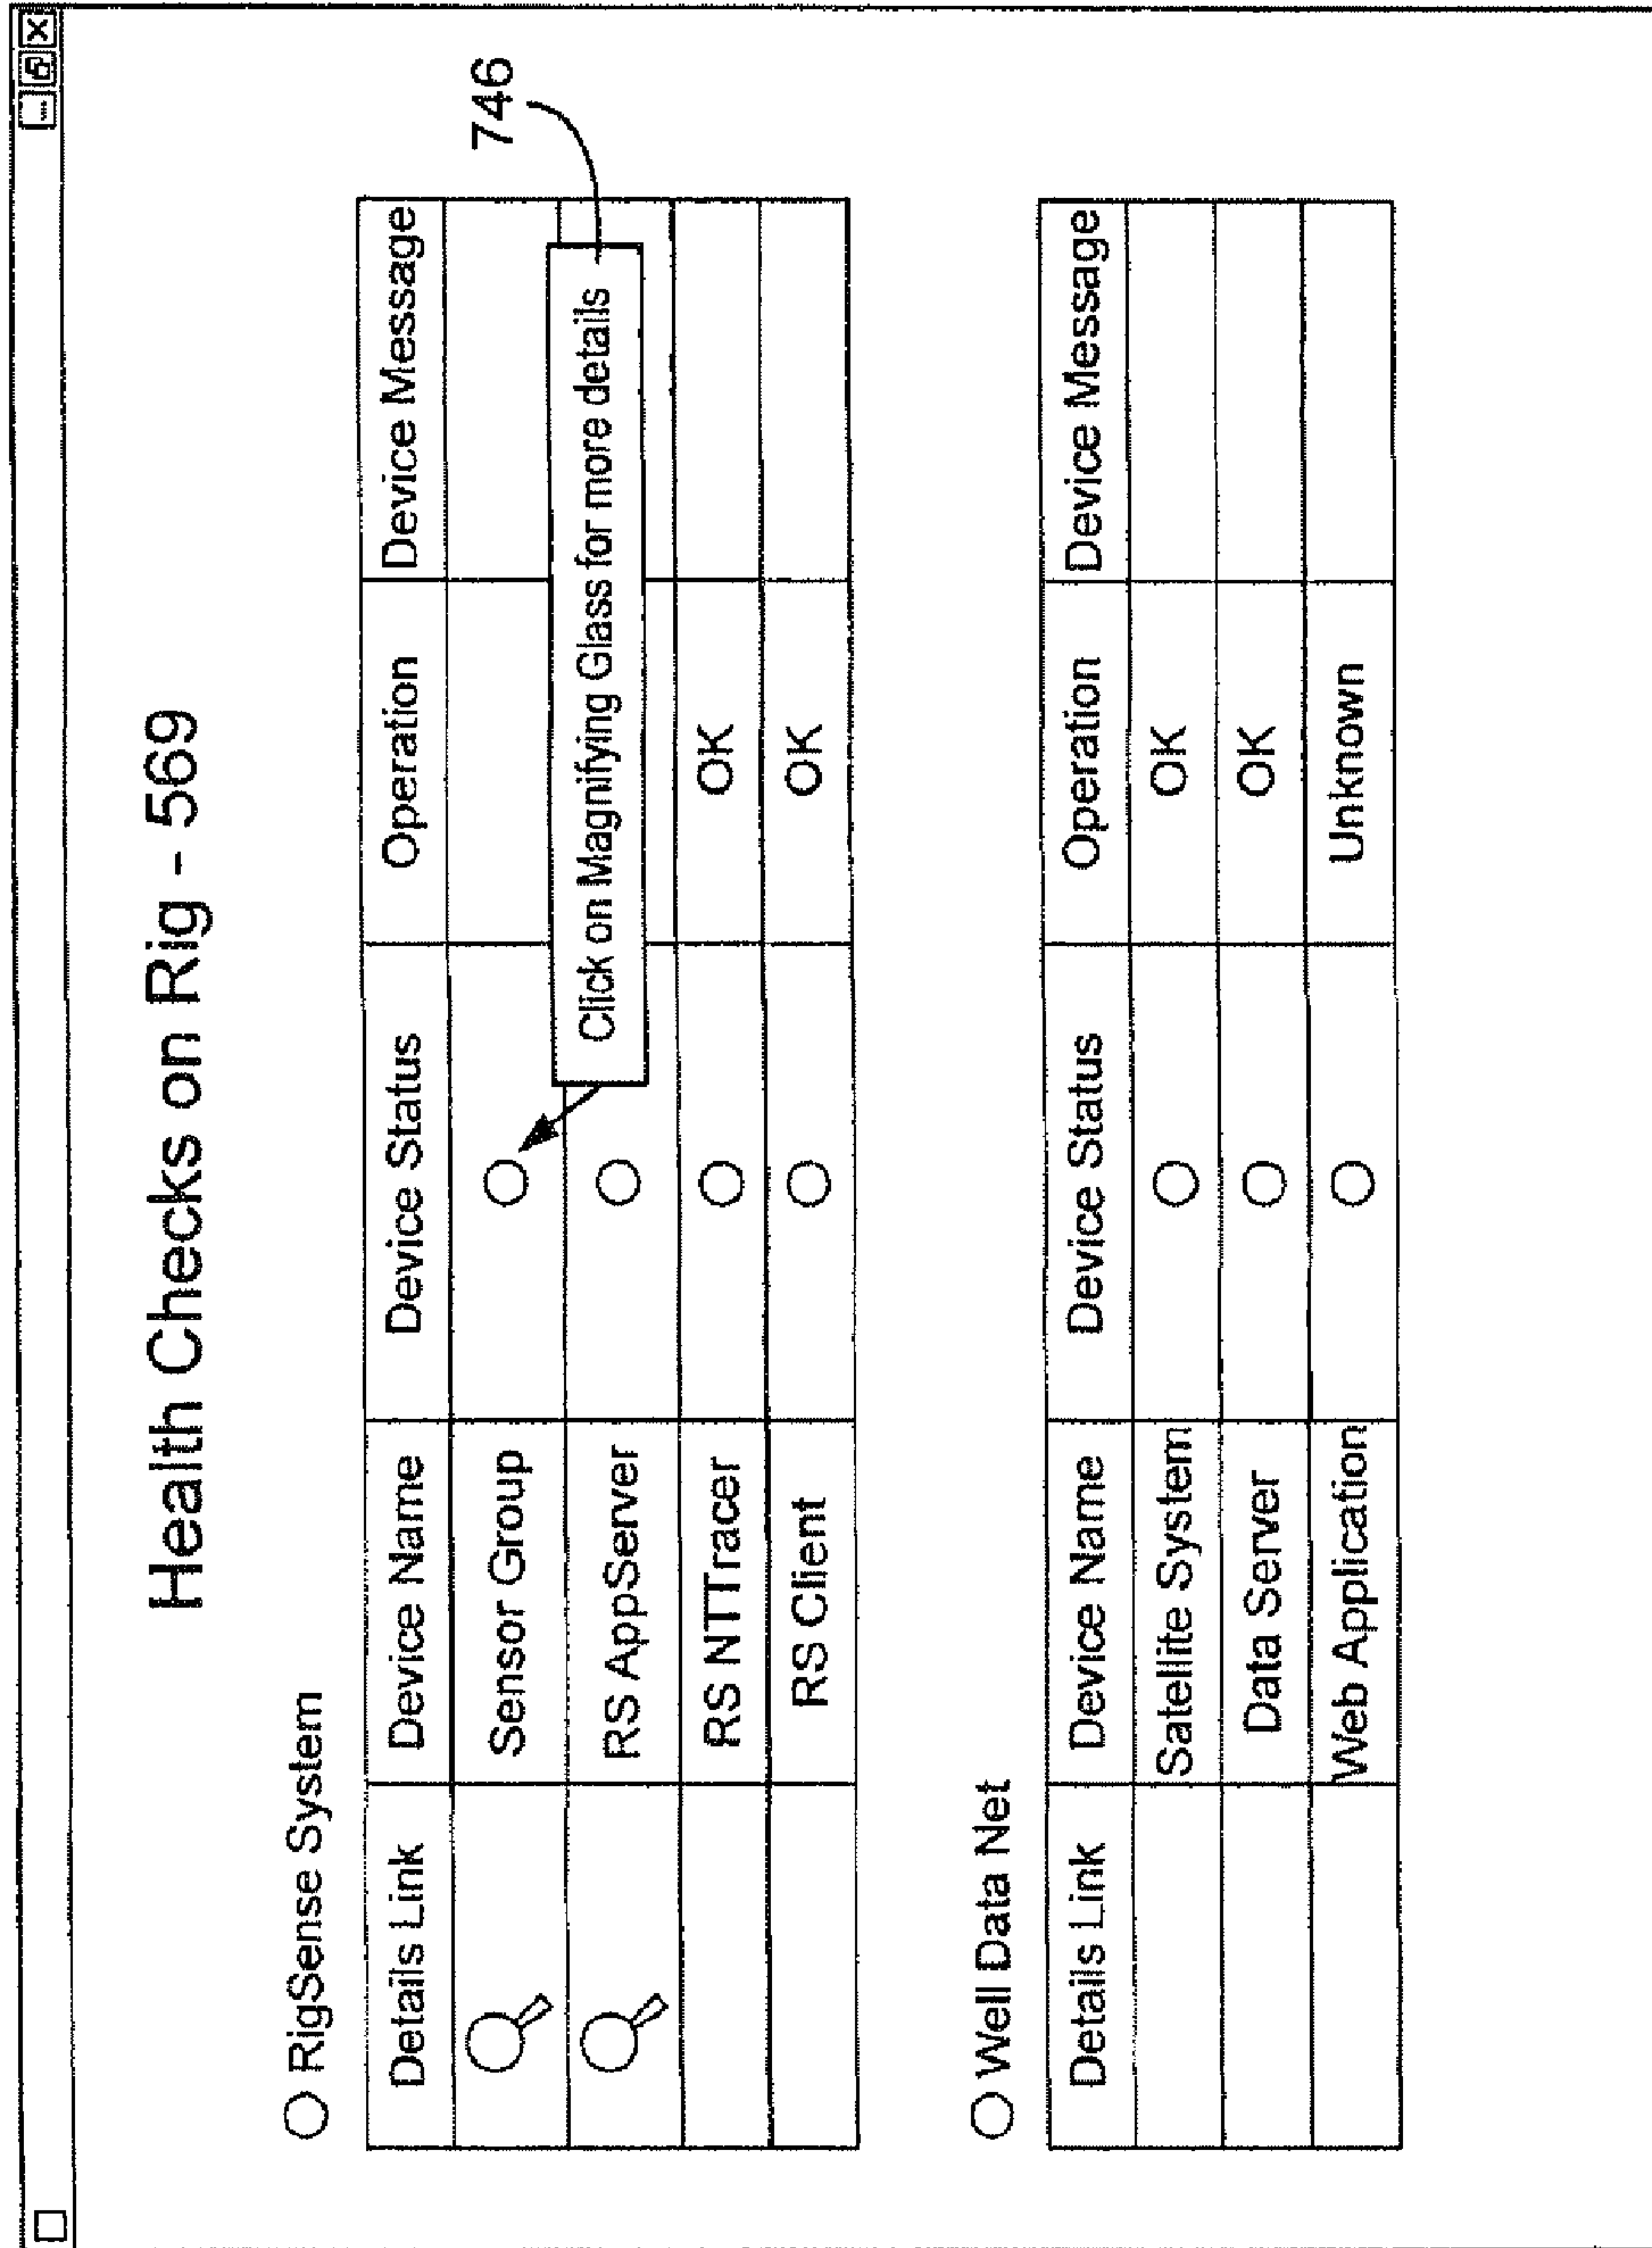 Health Checks on Rig - 569
RigSense System
Details Link Device Name Device Status Operation Device Message
746
Sensor Group
Click on Magnifying Glass for more details
RS AppServer
RS NTTracer OK
RS Client OK
Well Data Net
Details Link Device Name Device Status Operation Device Message
Satellite System OK
Data Server OK
Web Application Unknown